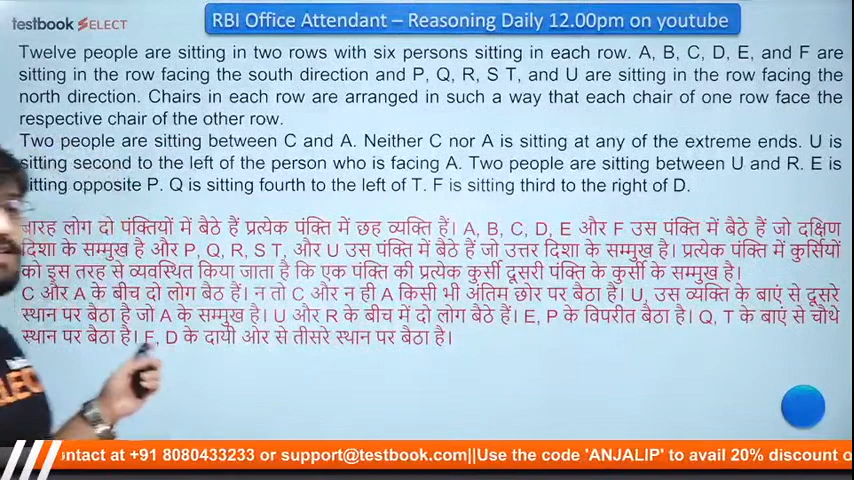 testbook SELECT
RBI Office Attendant – Reasoning Daily 12.00pm on youtube
Twelve people are sitting in two rows with six persons sitting in each row. A, B, C, D, E, and F are
sitting in the row facing the south direction and P, Q, R, S T, and U are sitting in the row facing the
north direction. Chairs in each row are arranged in such a way that each chair of one row face the
respective chair of the other row.
Two people are sitting between C and A. Neither C nor A is sitting at any of the extreme ends. U is
sitting second to the left of the person who is facing A. Two people are sitting between U and R. E is
sitting opposite P. Q is sitting fourth to the left of T. F is sitting third to the right of D.
बारह लोग दो पंक्तियों में बैठे हैं प्रत्येक पंक्ति में छह व्यक्ति हैं। A, B, C, D, E और F उस पंक्ति में बैठे हैं जो दक्षिण
दिशा के सम्मुख है और P, Q, R, S T, और U उस पंक्ति में बैठे हैं जो उत्तर दिशा के सम्मुख है। प्रत्येक पंक्ति में कुर्सियों
को इस तरह से व्यवस्थित किया जाता है कि एक पंक्ति की प्रत्येक कुर्सी दूसरी पंक्ति के कुर्सी के सम्मुख है।
C और A के बीच दो लोग बैठ हैं। न तो C और न ही A किसी भी अंतिम छोर पर बैठा है। U, उस व्यक्ति के बाएं से दूसरे
स्थान पर बैठा है जो A के सम्मुख है। U और R के बीच में दो लोग बैठे हैं। E, P के विपरीत बैठा है। Q, T के बाएं से चौथे
स्थान पर बैठा है। F, D के दायी ओर से तीसरे स्थान पर बैठा है।
ontact at +91 8080433233 or support@testbook.com||Use the code 'ANJALIP' to avail 20% discount o